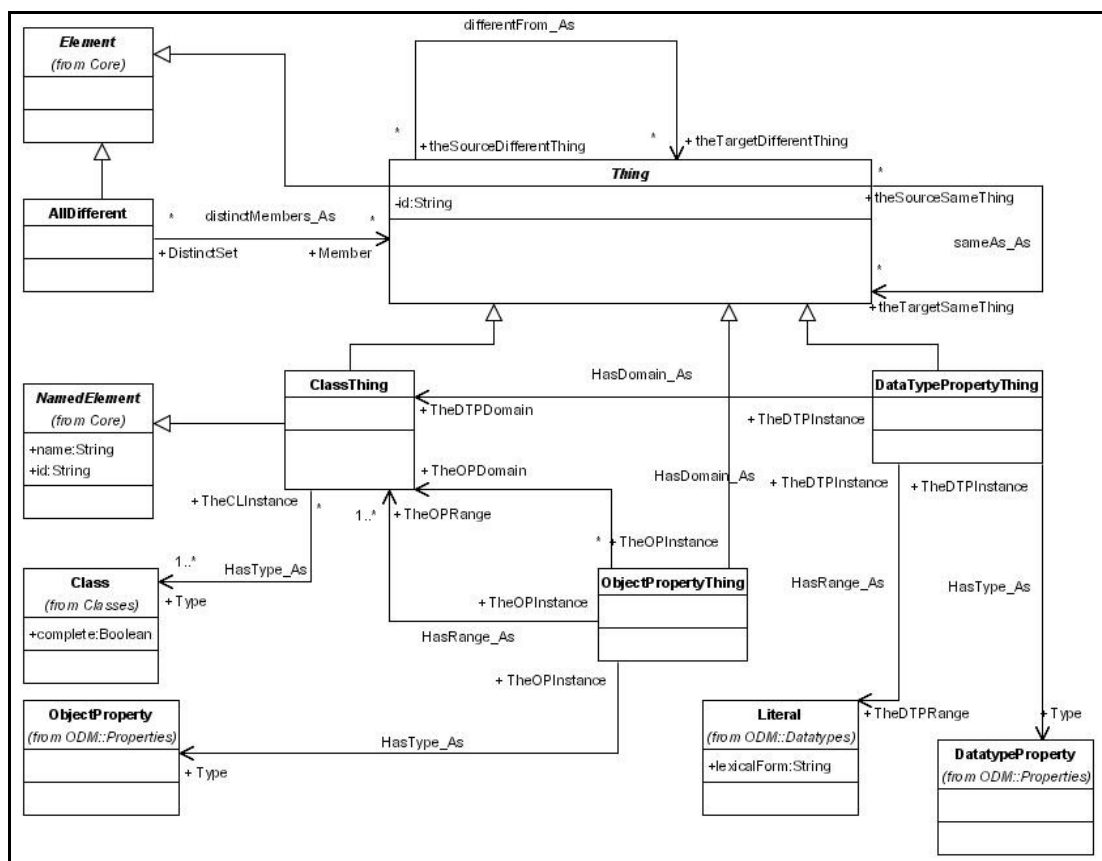 differentFrom_As
Element
(from Core)
*
*
+theSourceDifferentThing
+theTargetDifferentThing
Thing
-id:String
*
+theSourceSameThing
sameAs_As
*
+theTargetSameThing
AllDifferent
*
distinctMembers_As
*
+DistinctSet
+Member
ClassThing
HasDomain_As
DataTypePropertyThing
+TheDTPDomain
+TheDTPInstance
NamedElement
(from Core)
+name:String
+id:String
+TheOPDomain
HasDomain_As
+TheDTPInstance
+TheDTPInstance
+TheCLInstance
*
1..*
+TheOPRange
*
+TheOPInstance
1..*
HasType_As
+Type
Class
(from Classes)
+complete:Boolean
ObjectPropertyThing
+TheOPInstance
HasRange_As
HasRange_As
HasType_As
+TheOPInstance
ObjectProperty
(from ODM::Properties)
HasType_As
+Type
Literal
(from ODM::Datatypes)
+lexicalForm:String
+TheDTPRange
+Type
DatatypeProperty
(from ODM::Properties)